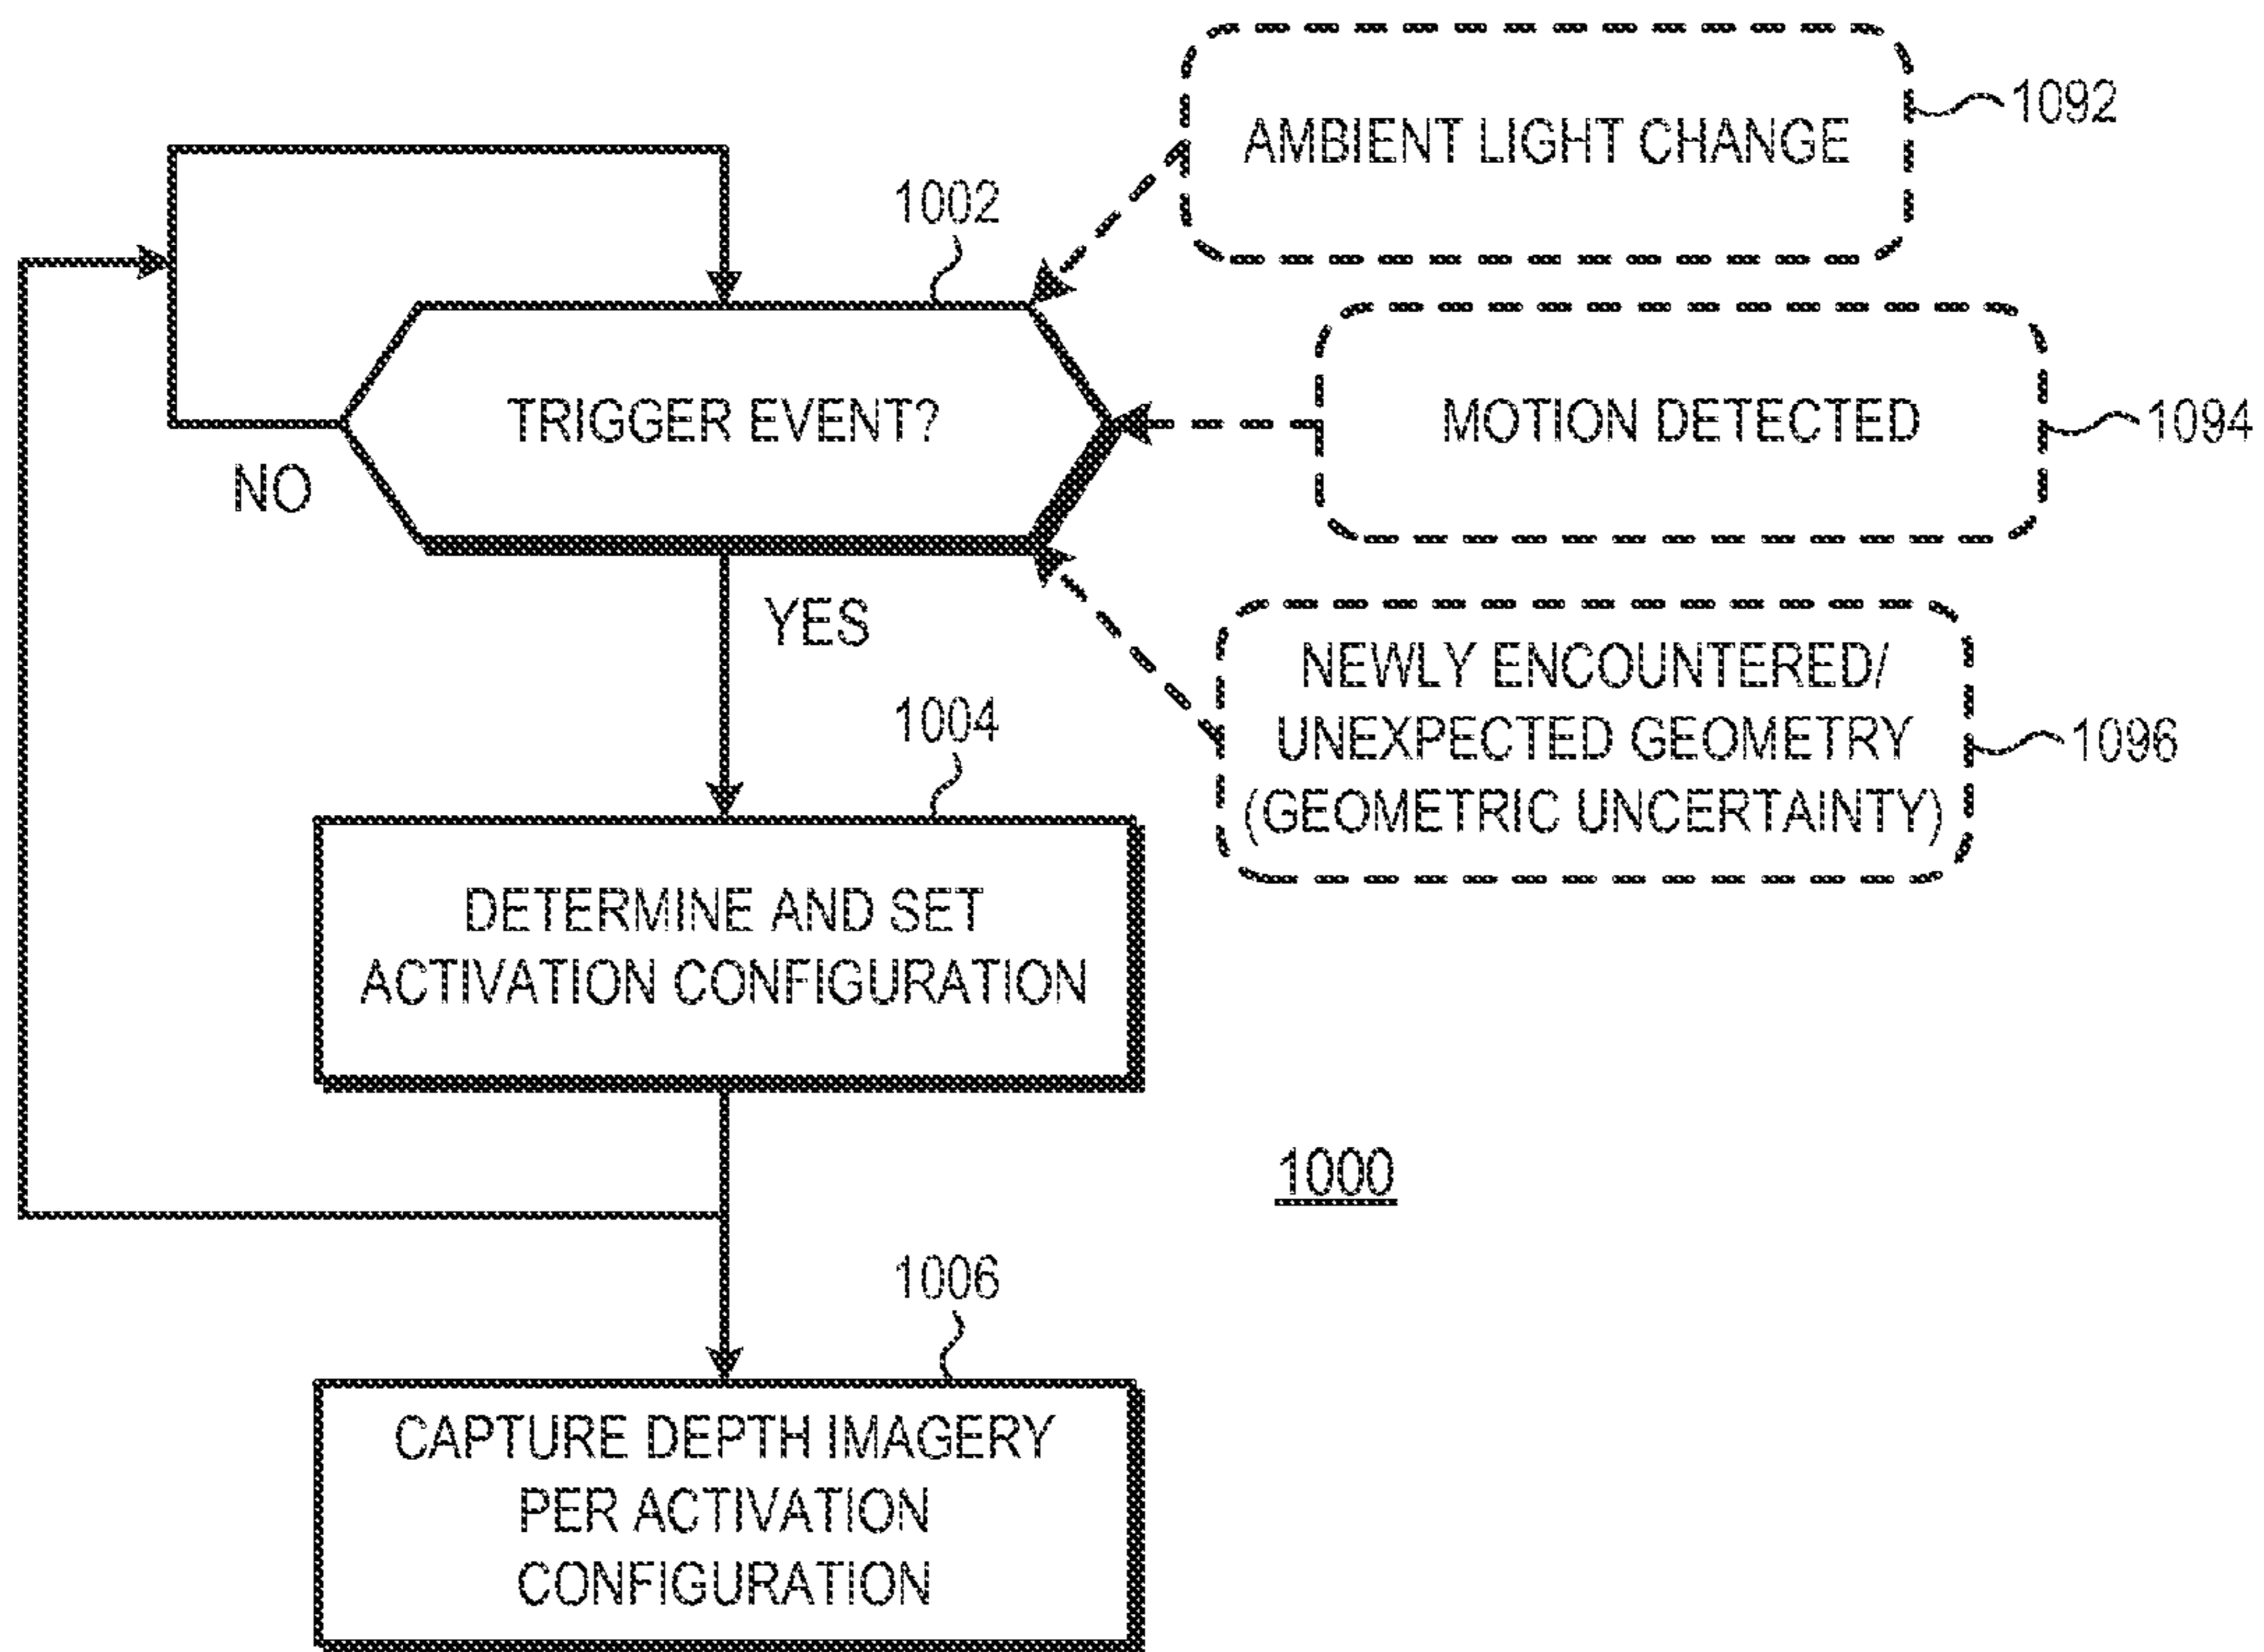 AMBIENT LIGHT CHANGE
1092
1002
TRIGGER EVENT?
MOTION DETECTED
1094
NO
YES
NEWLY ENCOUNTERED/
UNEXPECTED GEOMETRY
(GEOMETRIC UNCERTAINTY)
1096
1004
DETERMINE AND SET
ACTIVATION CONFIGURATION
1000
1006
CAPTURE DEPTH IMAGERY
PER ACTIVATION
CONFIGURATION